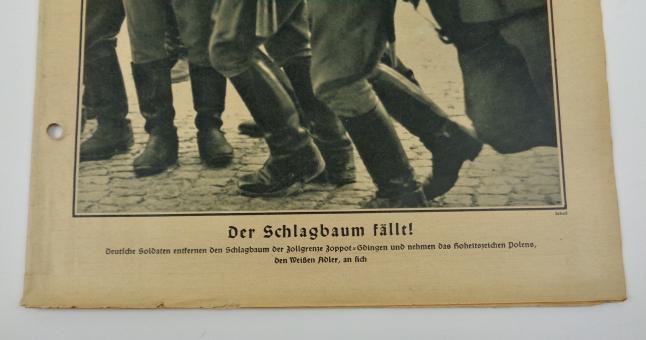 Scherl
Der Schlagbaum fällt!
Deutsche Soldaten entfernen den Schlagbaum der Zollgrenze Zoppot-Gdingen und nehmen das Hoheitszeichen Polens,
den Weißen Adler, an sich